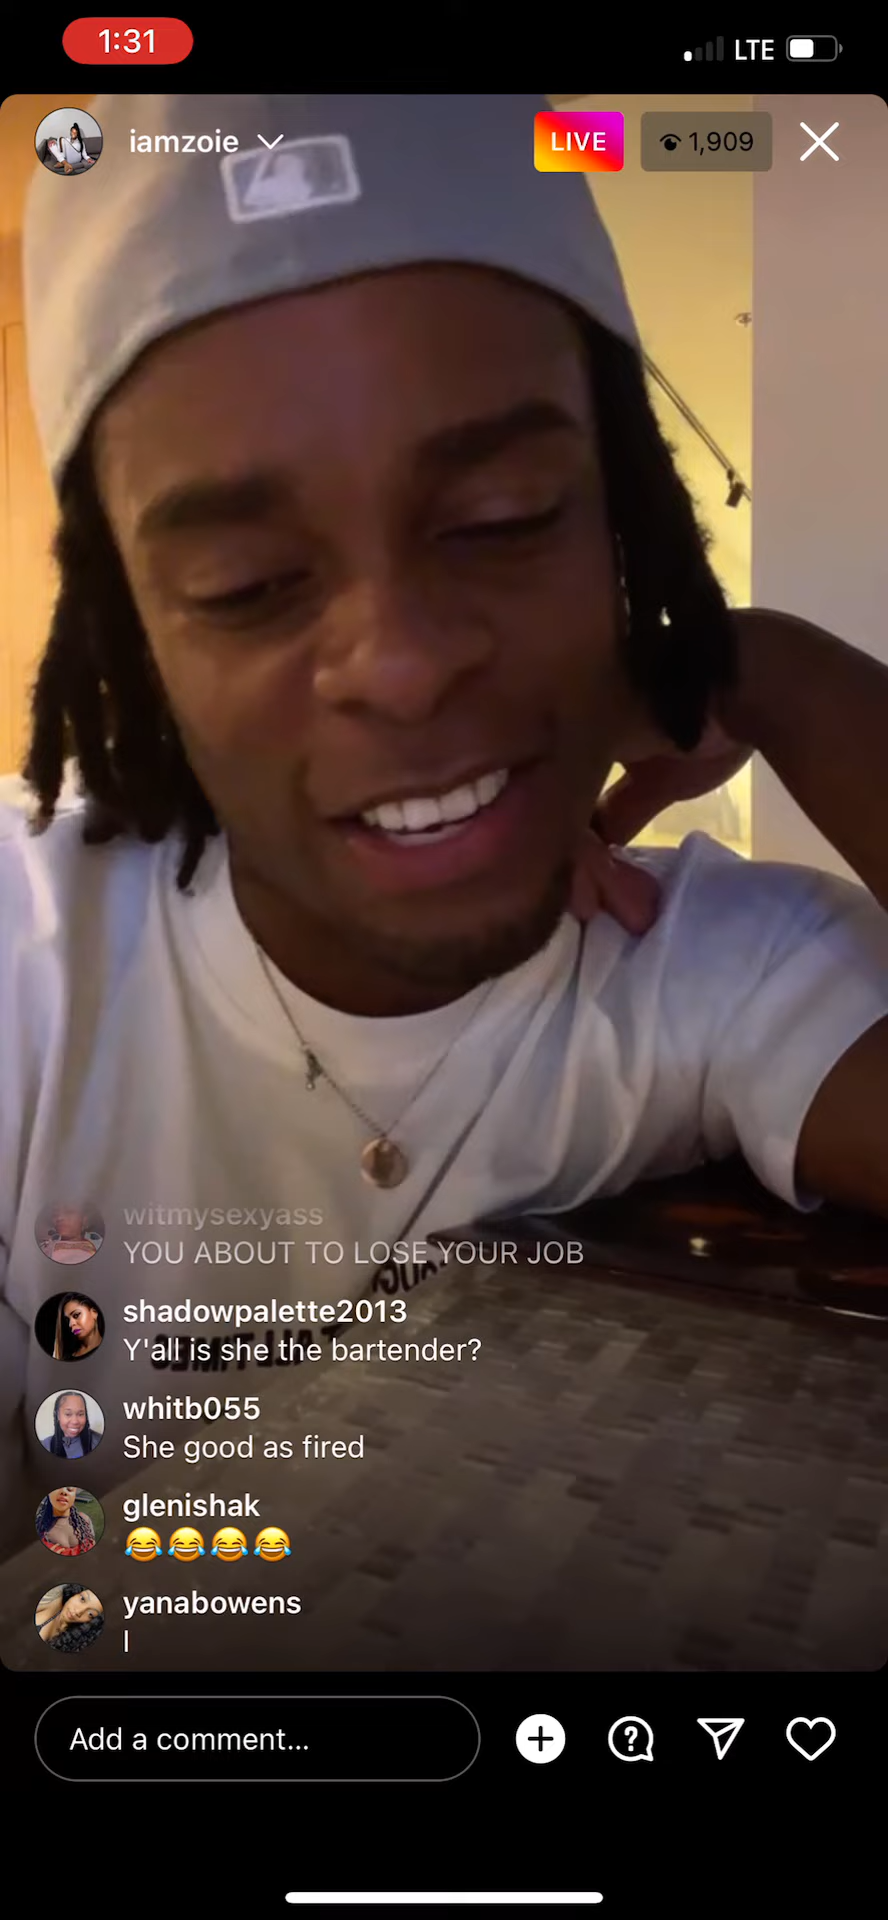 1:31
LTE
iamzoie
LIVE
1,909
witmysexyass
YOU ABOUT TO LOSE YOUR JOB
shadowpalette2013
Y'all is she the bartender?
whitb055
She good as fired
glenishak
😂😂😂😂
yanabowens
I
Add a comment...